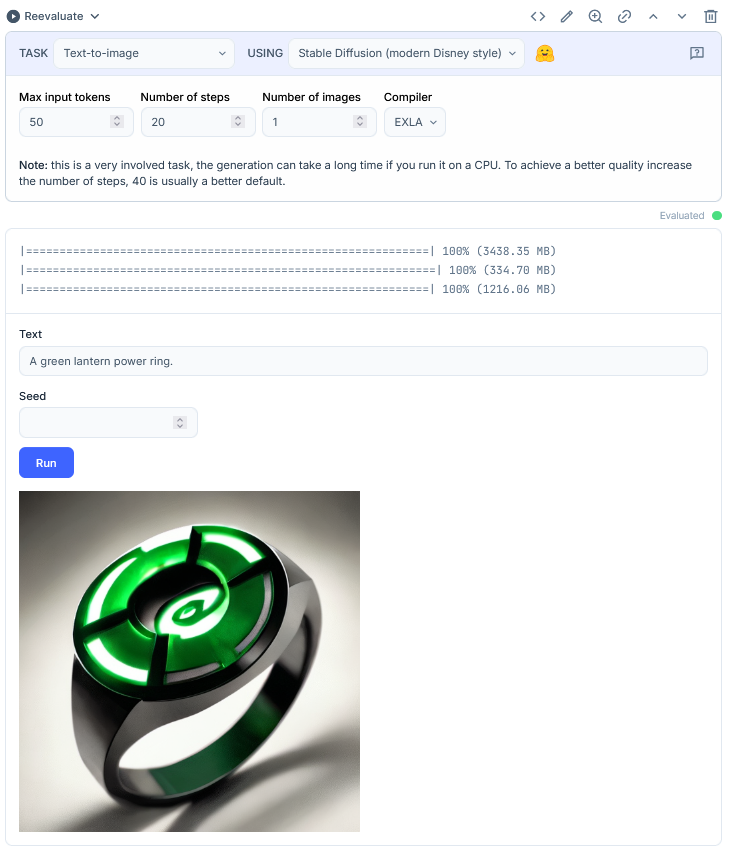 Reevaluate
TASK Text-to-image USING Stable Diffusion (modern Disney style)
Max input tokens Number of steps Number of images Compiler
50 20 1 EXLA
Note: this is a very involved task, the generation can take a long time if you run it on a CPU. To achieve a better quality increase
the number of steps, 40 is usually a better default.
Evaluated
|=============================================================| 100% (3438.35 MB)
|==============================================================| 100% (334.70 MB)
|=============================================================| 100% (1216.06 MB)
Text
A green lantern power ring.
Seed
Run